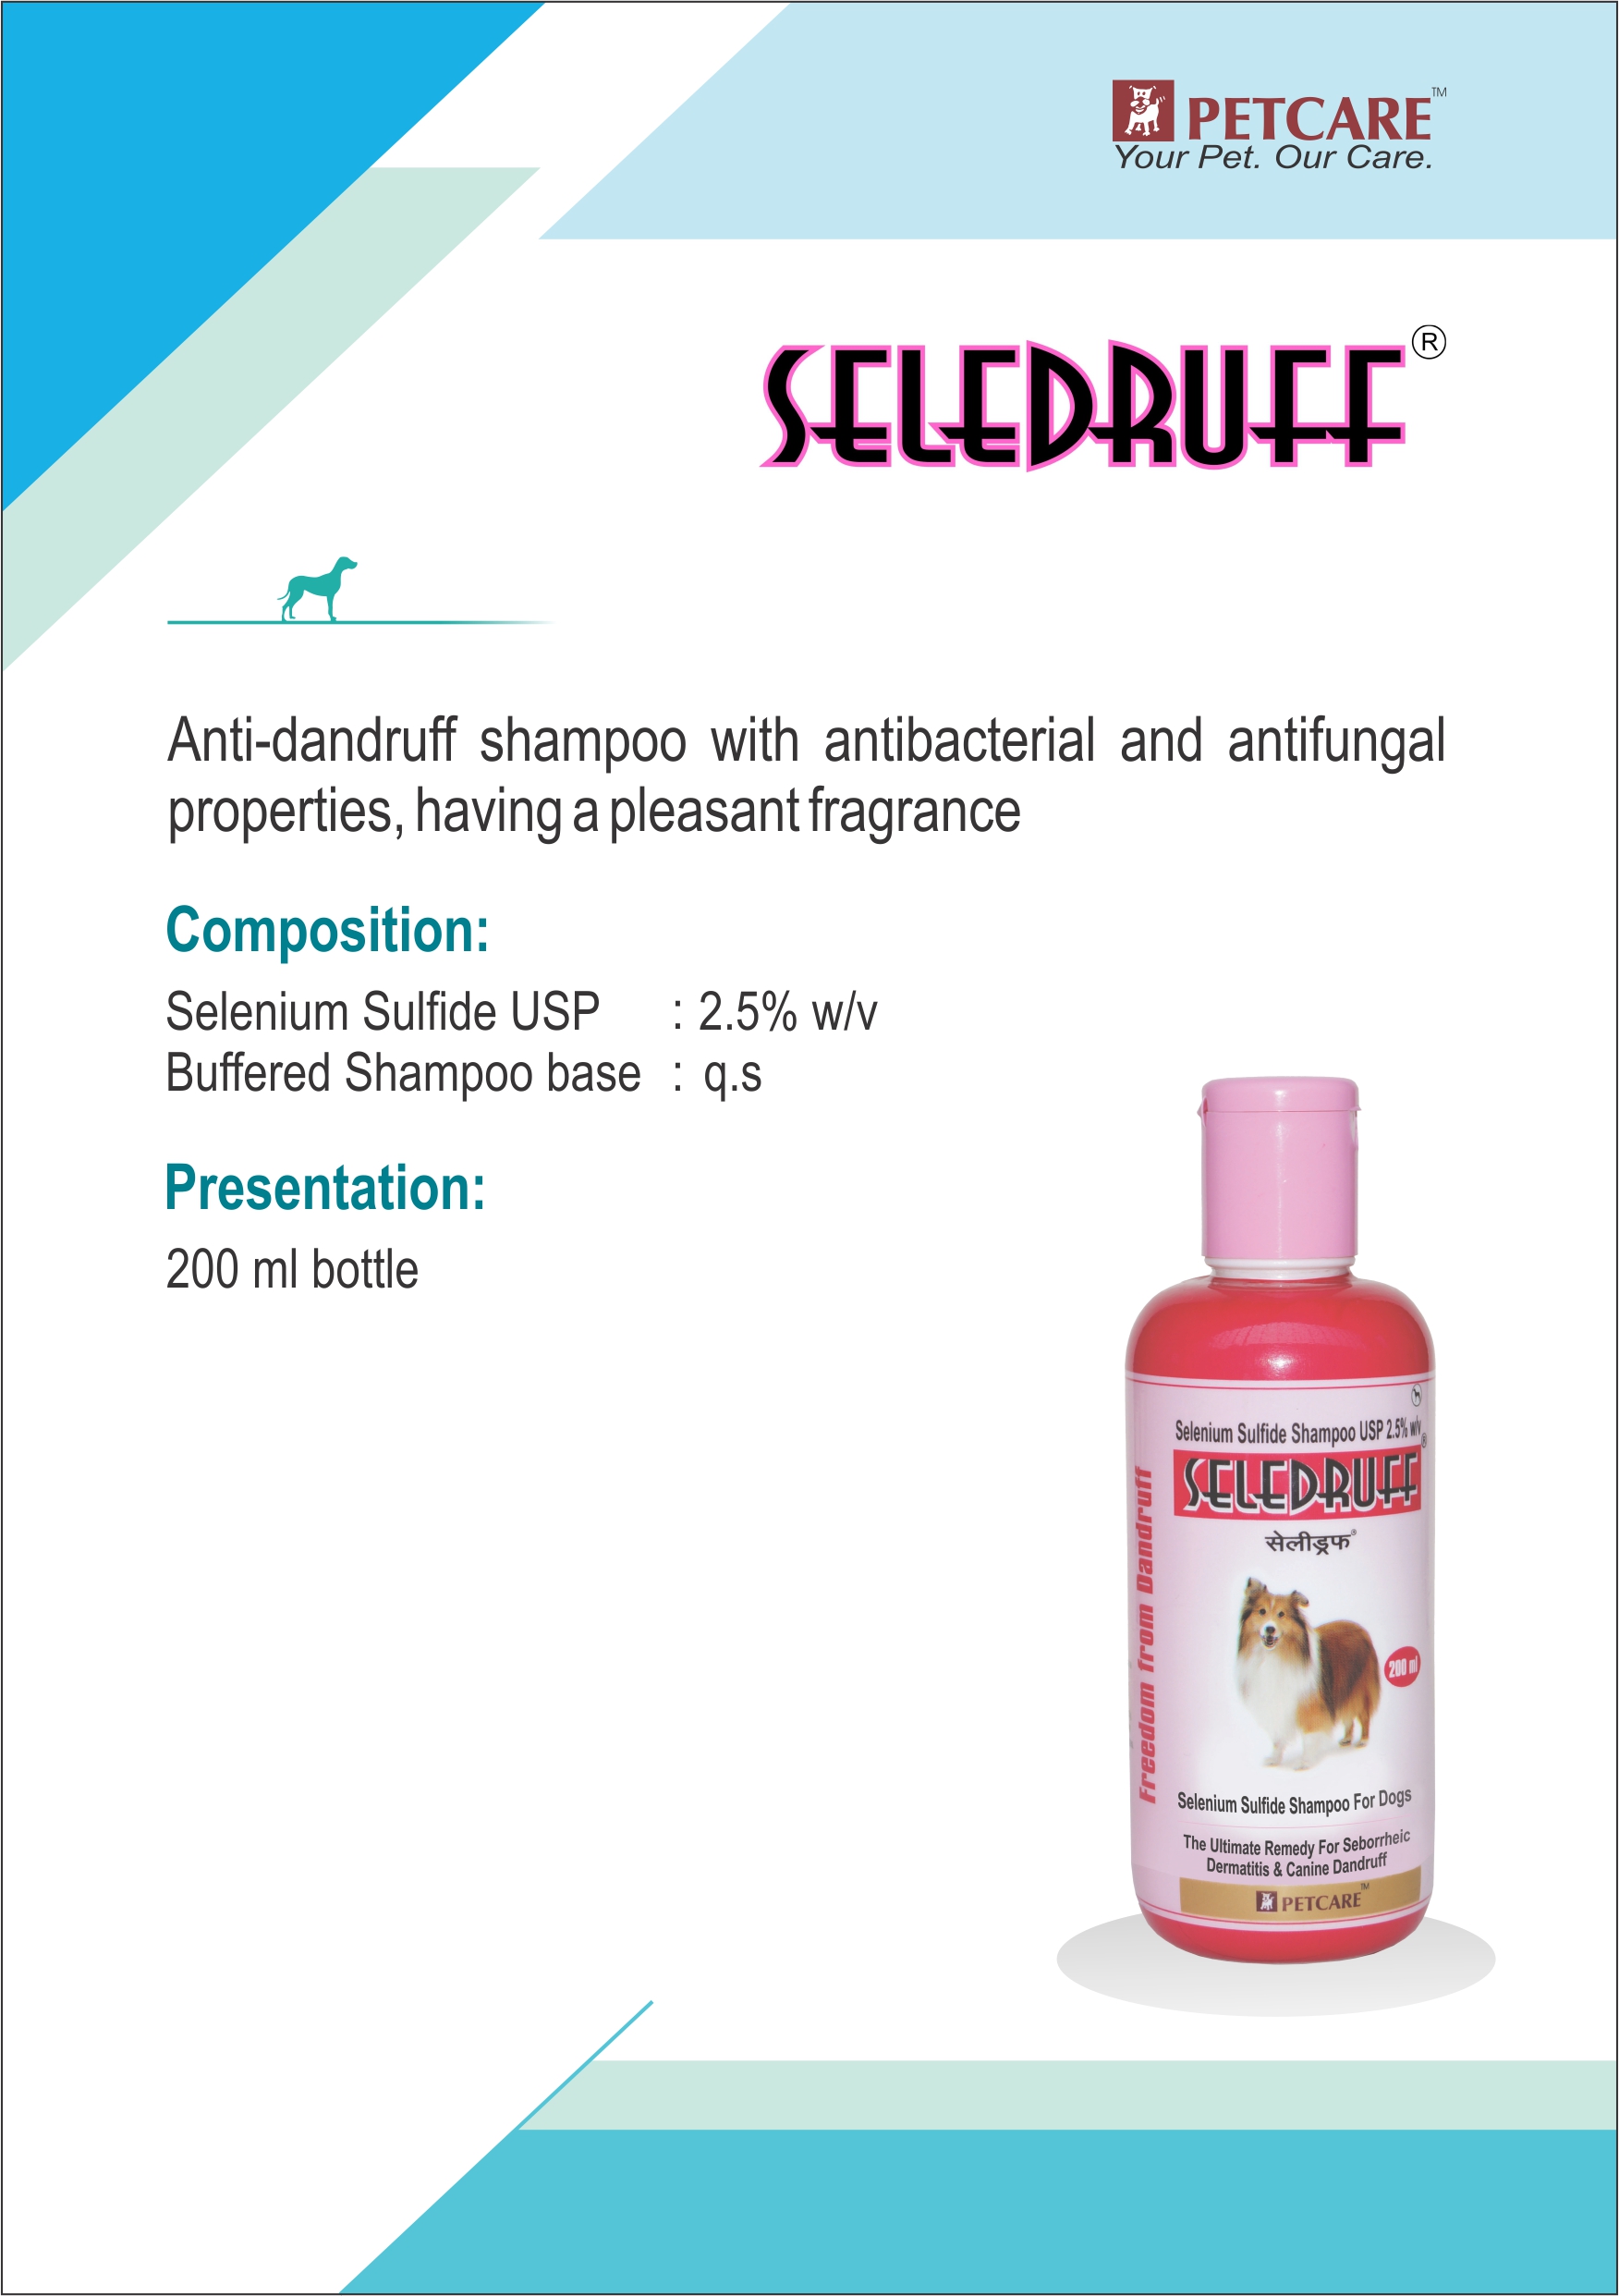 PETCARE™
Your Pet. Our Care.
SELEDRUFF®
Anti-dandruff shampoo with antibacterial and antifungal
properties, having a pleasant fragrance
Composition:
Selenium Sulfide USP : 2.5% w/v
Buffered Shampoo base : q.s
Presentation:
200 ml bottle
Selenium Sulfide Shampoo USP 2.5% w/v
SELEDRUFF®
सेलीड्रफ®
Freedom from Dandruff
200 ml
Selenium Sulfide Shampoo For Dogs
The Ultimate Remedy For Seborrheic
Dermatitis & Canine Dandruff
PETCARE™